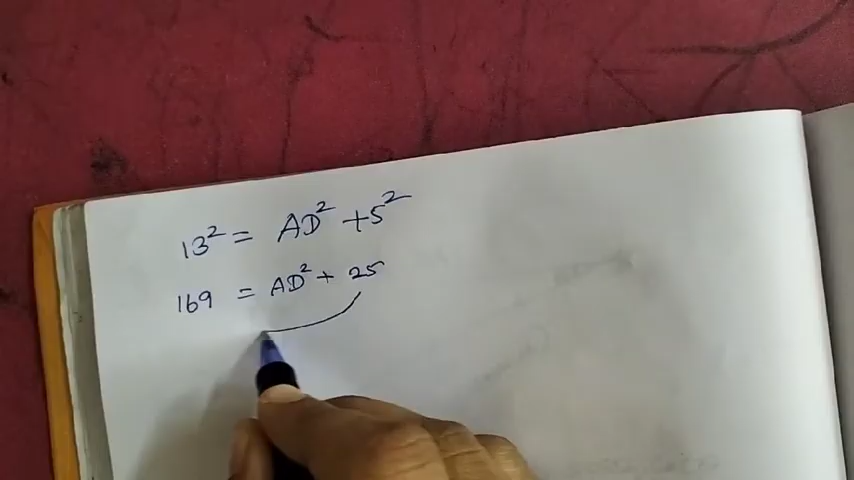 13² = AD² + 5²
169 = AD² + 25